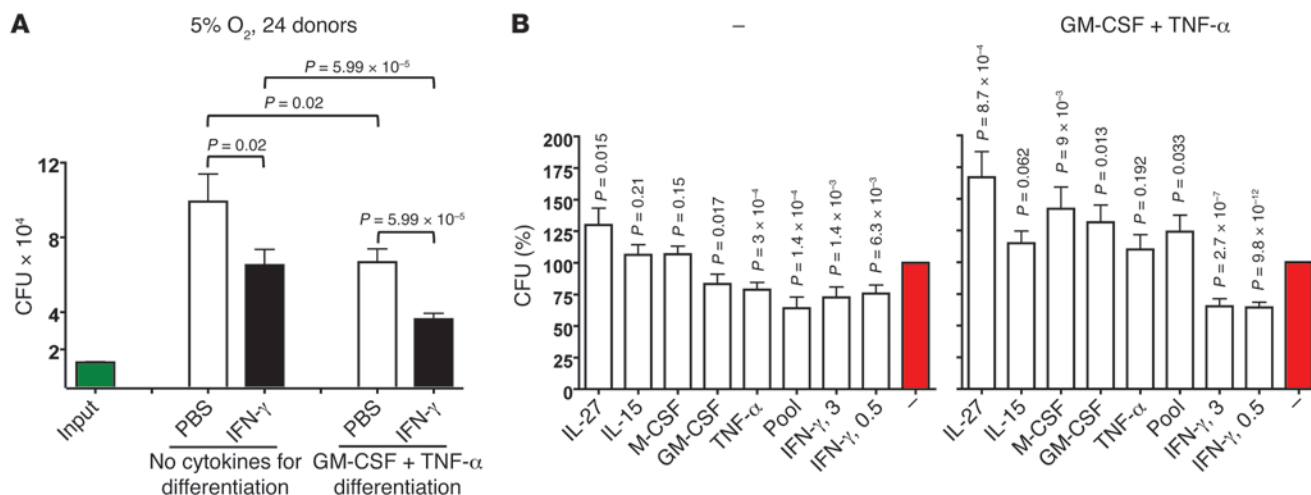 A
5% O₂, 24 donors
P = 5.99 × 10⁻⁵
P = 0.02
P = 0.02
P = 5.99 × 10⁻⁵
CFU × 10⁴
12
8
4
2
Input
PBS
IFN-γ
PBS
IFN-γ
No cytokines for differentiation
GM-CSF + TNF-α differentiation
B
–
GM-CSF + TNF-α
CFU (%)
200
175
150
125
100
75
50
25
0
P = 0.015
P = 0.21
P = 0.15
P = 0.017
P = 3 × 10⁻⁴
P = 1.4 × 10⁻⁴
P = 1.4 × 10⁻³
P = 6.3 × 10⁻³
IL-27
IL-15
M-CSF
GM-CSF
TNF-α
Pool
IFN-γ, 3
IFN-γ, 0.5
–
P = 8.7 × 10⁻⁴
P = 0.062
P = 9 × 10⁻³
P = 0.013
P = 0.192
P = 0.033
P = 2.7 × 10⁻⁷
P = 9.8 × 10⁻¹²
IL-27
IL-15
M-CSF
GM-CSF
TNF-α
Pool
IFN-γ, 3
IFN-γ, 0.5
–